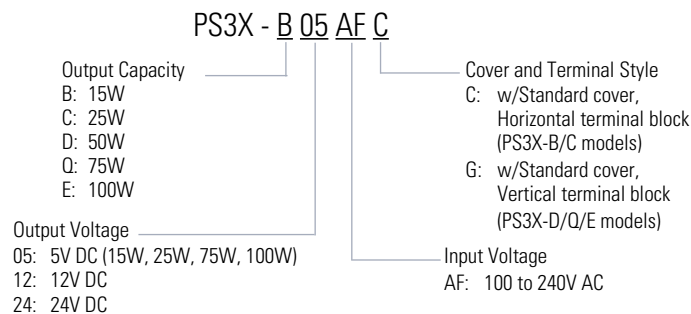 PS3X - B 05 AF C
Output Capacity
B: 15W
C: 25W
D: 50W
Q: 75W
E: 100W
Output Voltage
05: 5V DC (15W, 25W, 75W, 100W)
12: 12V DC
24: 24V DC
Cover and Terminal Style
C: w/Standard cover,
Horizontal terminal block
(PS3X-B/C models)
G: w/Standard cover,
Vertical terminal block
(PS3X-D/Q/E models)
Input Voltage
AF: 100 to 240V AC